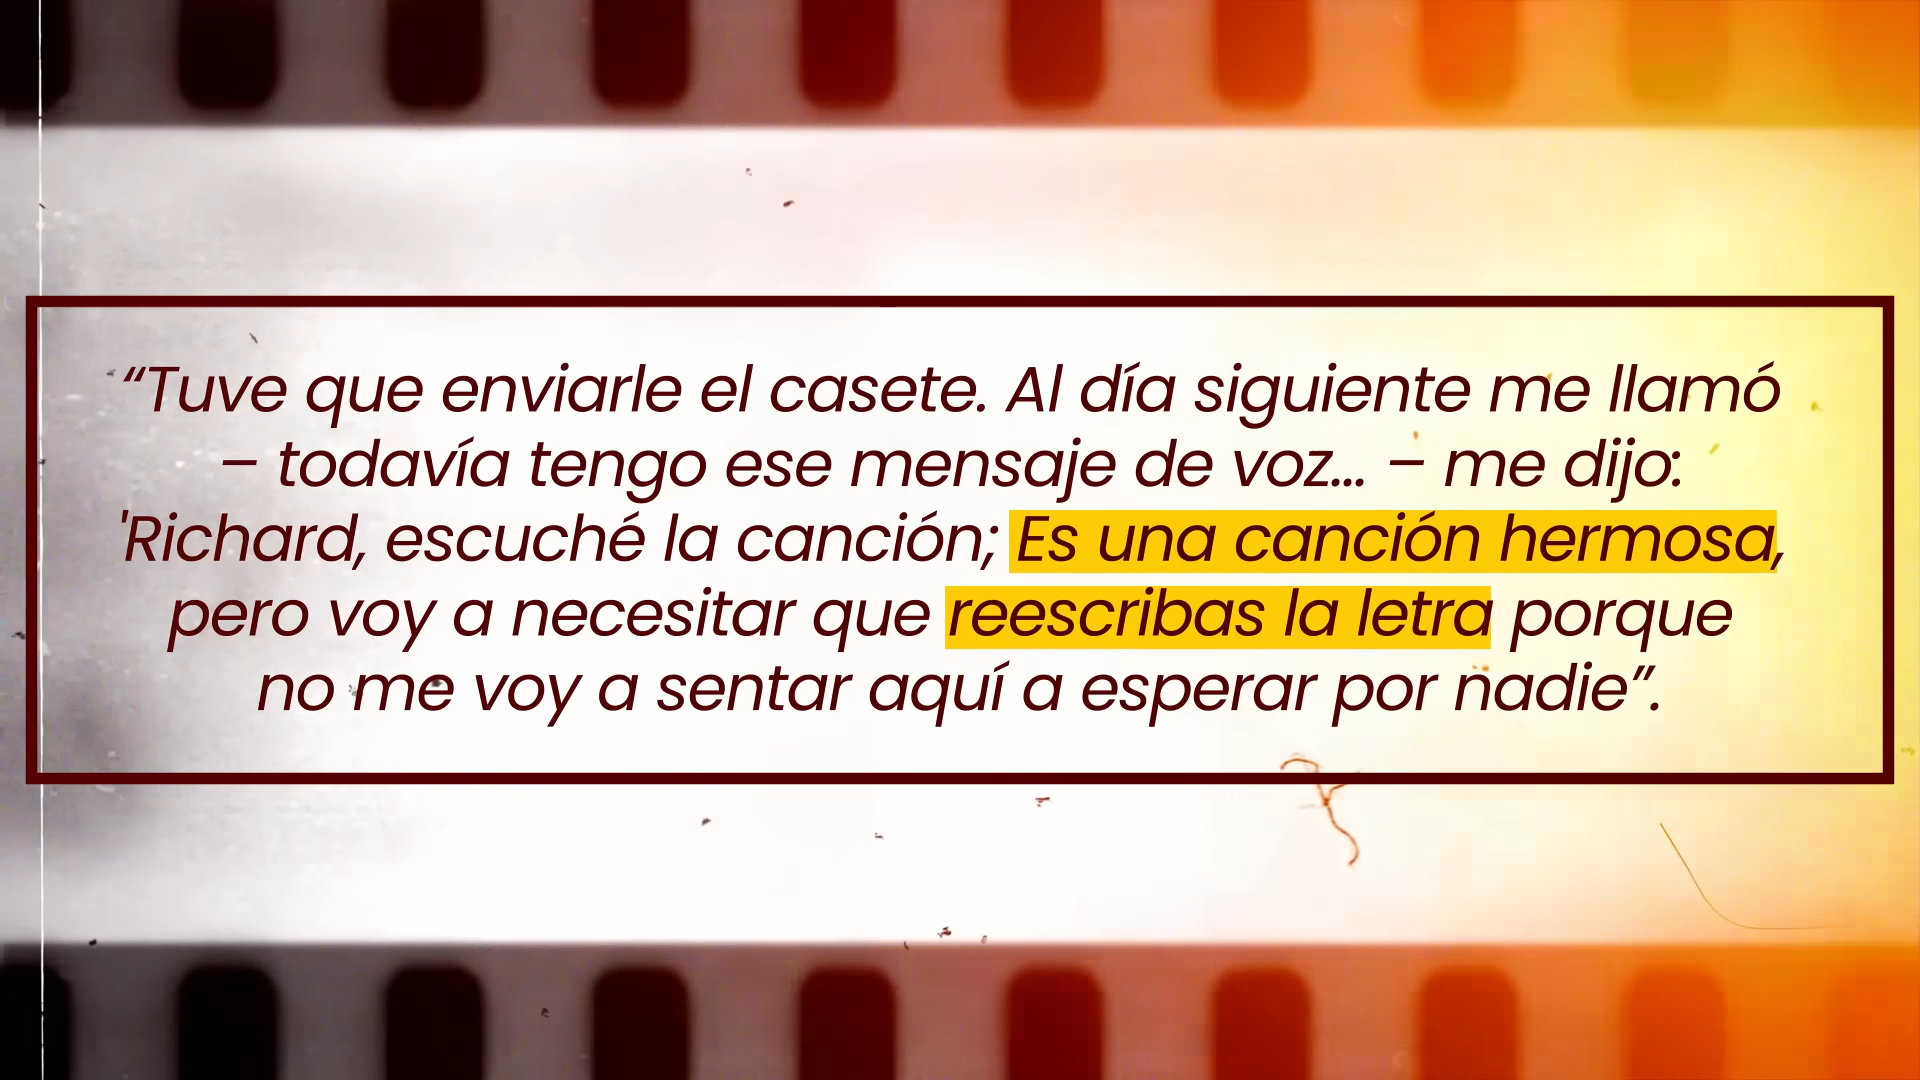 “Tuve que enviarle el casete. Al día siguiente me llamó
– todavía tengo ese mensaje de voz... – me dijo:
'Richard, escuché la canción; Es una canción hermosa,
pero voy a necesitar que reescribas la letra porque
no me voy a sentar aquí a esperar por nadie”.